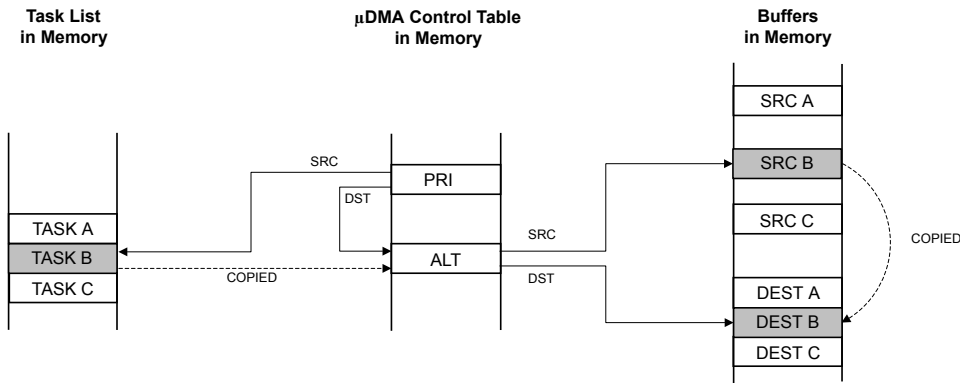 Task List
in Memory
µDMA Control Table
in Memory
Buffers
in Memory
SRC A
SRC
PRI
SRC B
DST
TASK A
SRC C
SRC
COPIED
TASK B
COPIED
ALT
DST
TASK C
DEST A
DEST B
DEST C